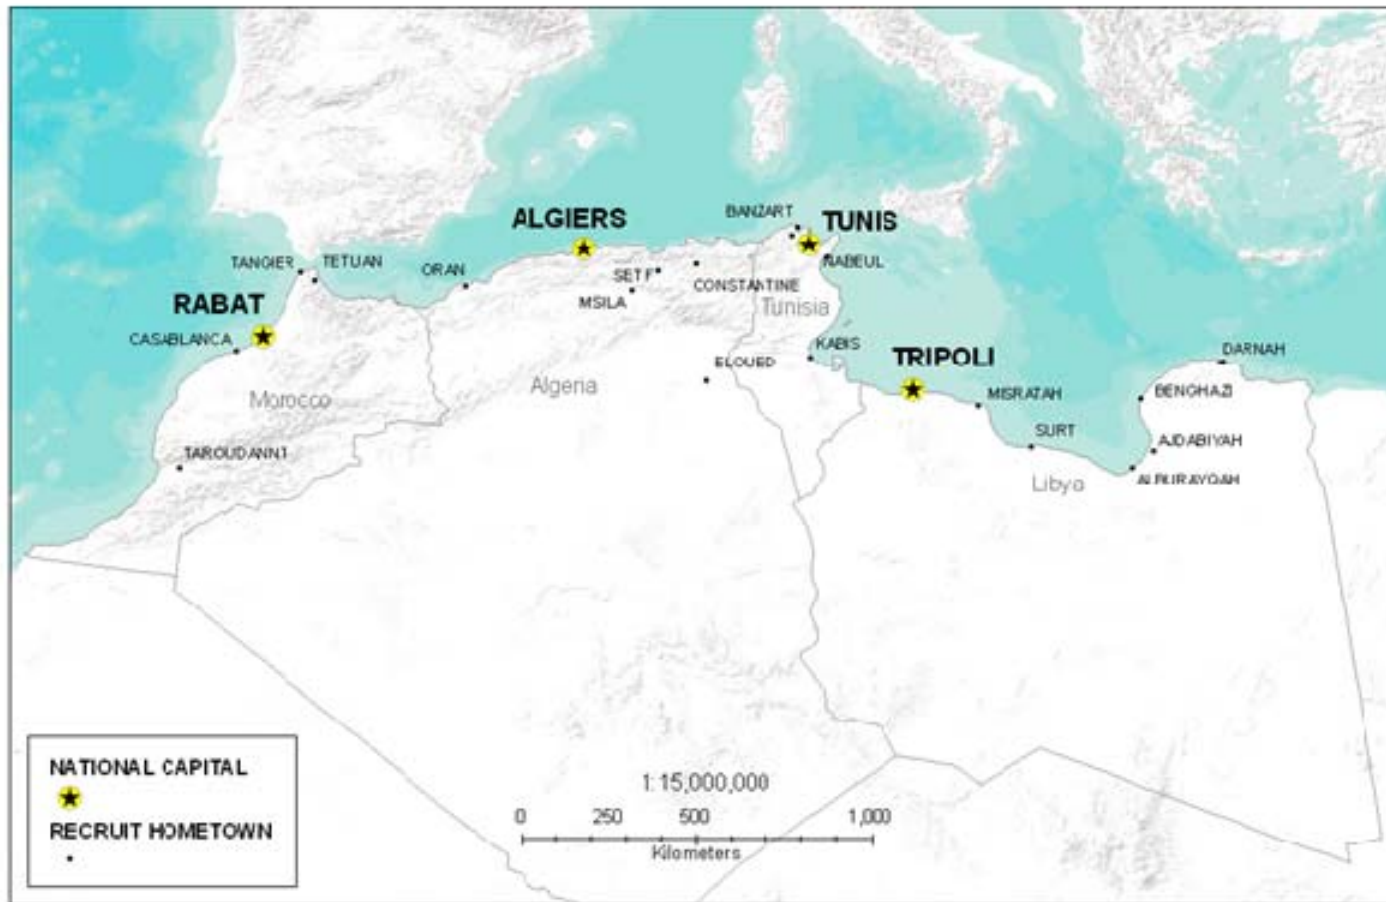 ALGIERS
BANZART
TUNIS
TANGIER
TETUAN
ORAN
SETIF
NABEUL
RABAT
MSILA
CONSTANTINE
Tunisia
CASABLANCA
KABIS
TRIPOLI
DARNAH
ELOUED
Algeria
Morocco
MISRATAH
BENGHAZI
SURT
AJDABIYAH
TAROUDANNT
Libya
ALBURAYQAH
NATIONAL CAPITAL
RECRUIT HOMETOWN
1:15,000,000
0 250 500 1,000
Kilometers